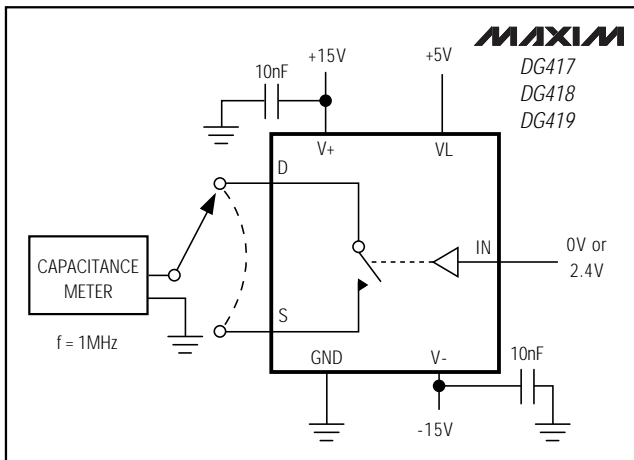 MAXIM
DG417
DG418
DG419
+15V
+5V
10nF
V+
VL
D
IN
0V or
2.4V
CAPACITANCE
METER
S
f = 1MHz
GND
V-
10nF
-15V